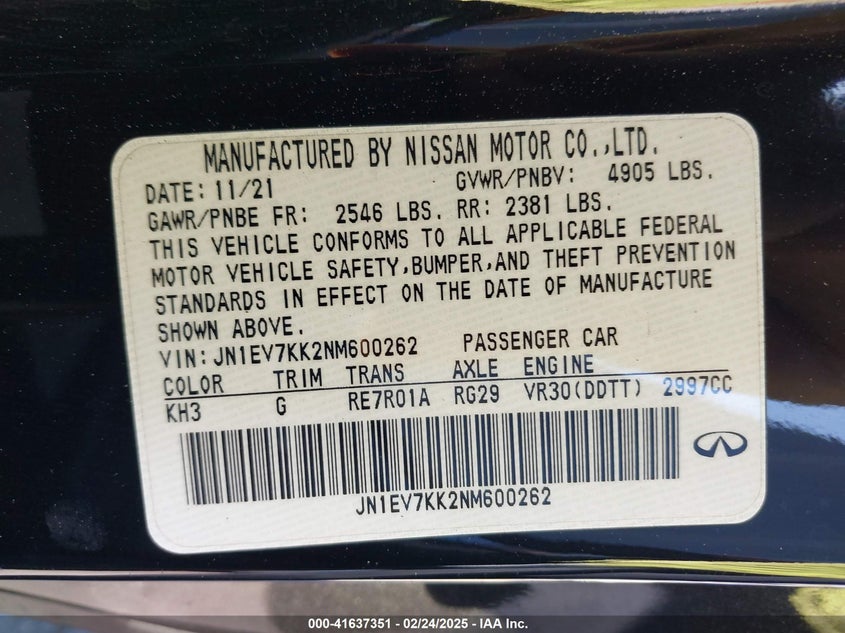 MANUFACTURED BY NISSAN MOTOR CO.,LTD.
DATE: 11/21 GVWR/PNBV: 4905 LBS.
GAWR/PNBE FR: 2546 LBS. RR: 2381 LBS.
THIS VEHICLE CONFORMS TO ALL APPLICABLE FEDERAL
MOTOR VEHICLE SAFETY,BUMPER,AND THEFT PREVENTION
STANDARDS IN EFFECT ON THE DATE OF MANUFACTURE
SHOWN ABOVE.
VIN:JN1EV7KK2NM600262 PASSENGER CAR
COLOR TRIM TRANS AXLE ENGINE
KH3 G RE7R01A RG29 VR30(DDTT) 2997CC
JN1EV7KK2NM600262
000-41637351 | 02/24/2025 - IAA Inc.